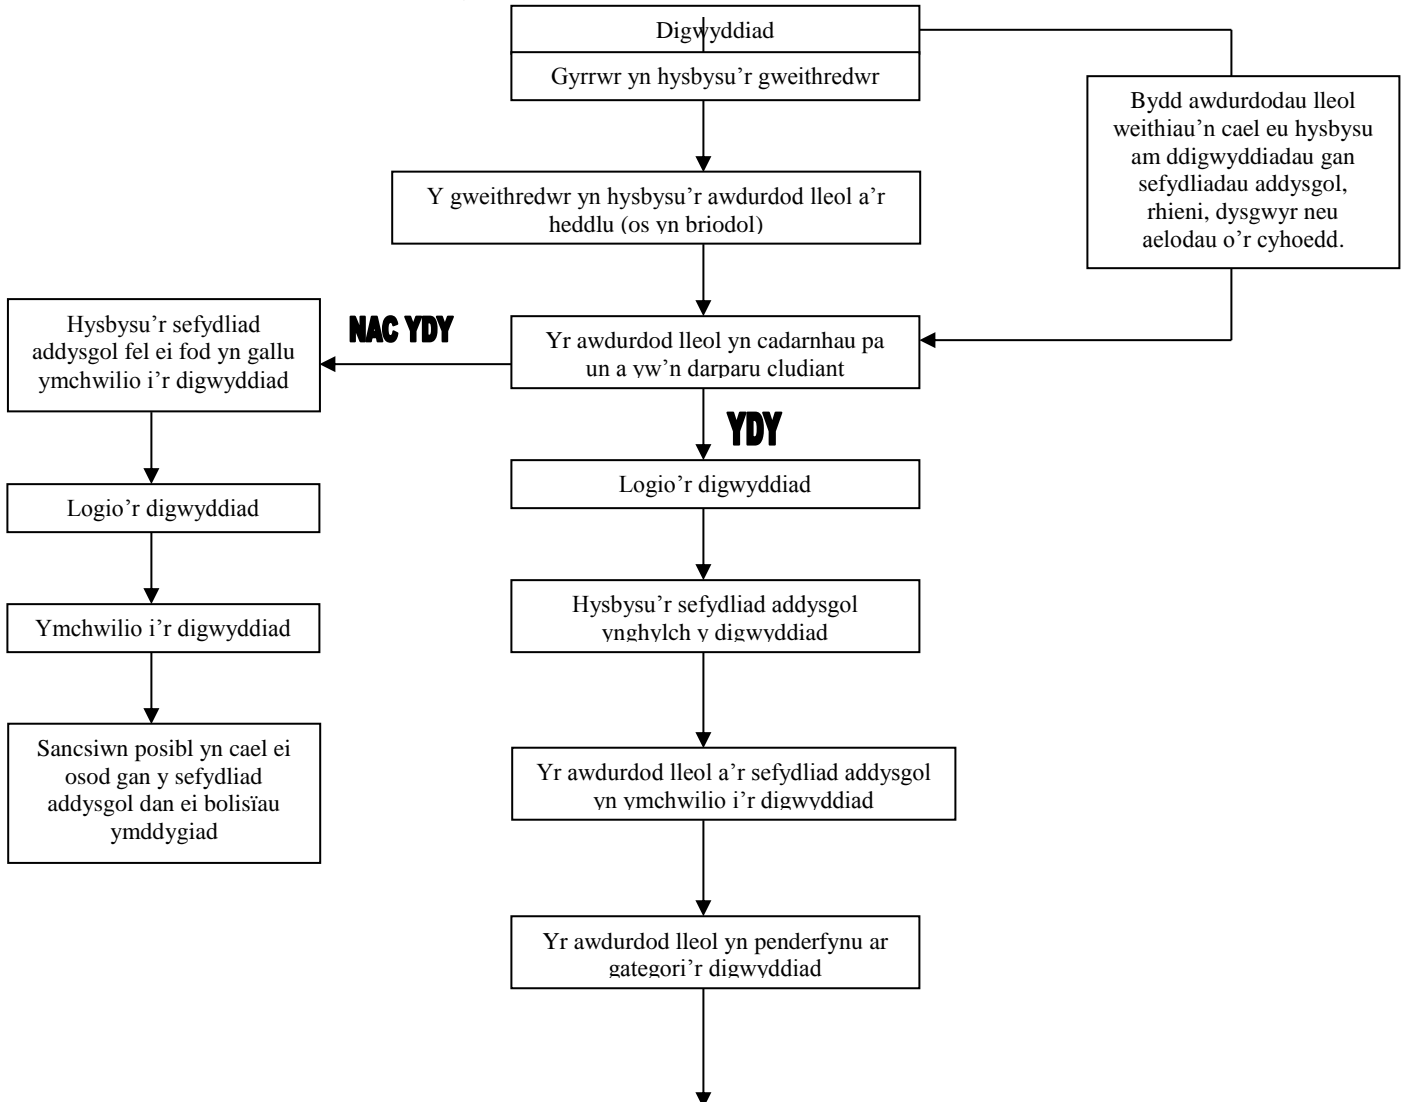 Digwyddiad
Gyrrwr yn hysbysu’r gweithredwr
Bydd awdurdodau lleol
weithiau’n cael eu hysbysu
am ddigwyddiadau gan
sefydliadau addysgol,
rhieni, dysgwyr neu
aelodau o’r cyhoedd.
Y gweithredwr yn hysbysu’r awdurdod lleol a’r
heddlu (os yn briodol)
Yr awdurdod lleol yn cadarnhau pa
un a yw’n darparu cludiant
NAC YDY
Hysbysu’r sefydliad
addysgol fel ei fod yn gallu
ymchwilio i’r digwyddiad
Logio’r digwyddiad
Ymchwilio i’r digwyddiad
Sancsiwn posibl yn cael ei
osod gan y sefydliad
addysgol dan ei bolisïau
ymddygiad
YDY
Logio’r digwyddiad
Hysbysu’r sefydliad addysgol
ynghylch y digwyddiad
Yr awdurdod lleol a’r sefydliad addysgol
yn ymchwilio i’r digwyddiad
Yr awdurdod lleol yn penderfynu ar
gategori’r digwyddiad